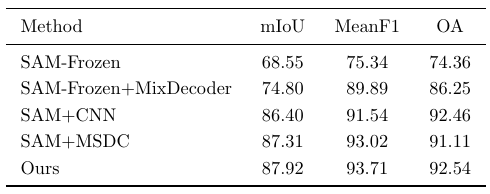 Method mIoU MeanF1 OA
SAM-Frozen 68.55 75.34 74.36
SAM-Frozen+MixDecoder 74.80 89.89 86.25
SAM+CNN 86.40 91.54 92.46
SAM+MSDC 87.31 93.02 91.11
Ours 87.92 93.71 92.54